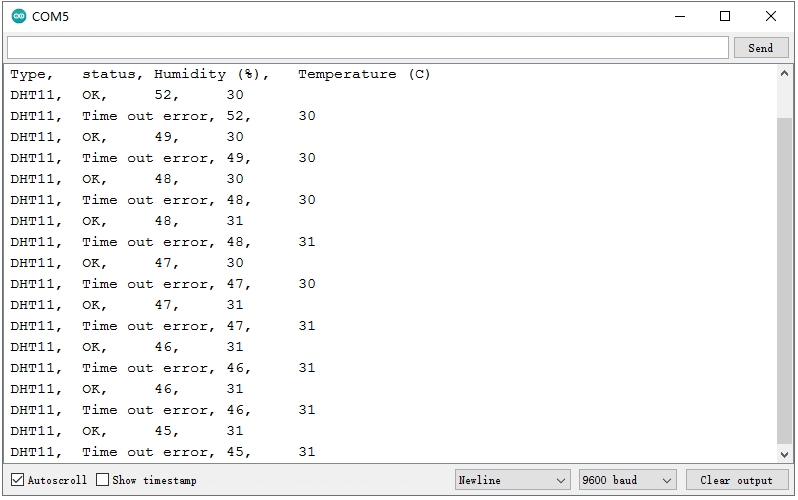 COM5
Send
Type, status, Humidity (%), Temperature (C)
DHT11, OK, 52, 30
DHT11, Time out error, 52, 30
DHT11, OK, 49, 30
DHT11, Time out error, 49, 30
DHT11, OK, 48, 30
DHT11, Time out error, 48, 30
DHT11, OK, 48, 31
DHT11, Time out error, 48, 31
DHT11, OK, 47, 30
DHT11, Time out error, 47, 30
DHT11, OK, 47, 31
DHT11, Time out error, 47, 31
DHT11, OK, 46, 31
DHT11, Time out error, 46, 31
DHT11, OK, 46, 31
DHT11, Time out error, 46, 31
DHT11, OK, 45, 31
DHT11, Time out error, 45, 31
Autoscroll Show timestamp Newline 9600 baud Clear output